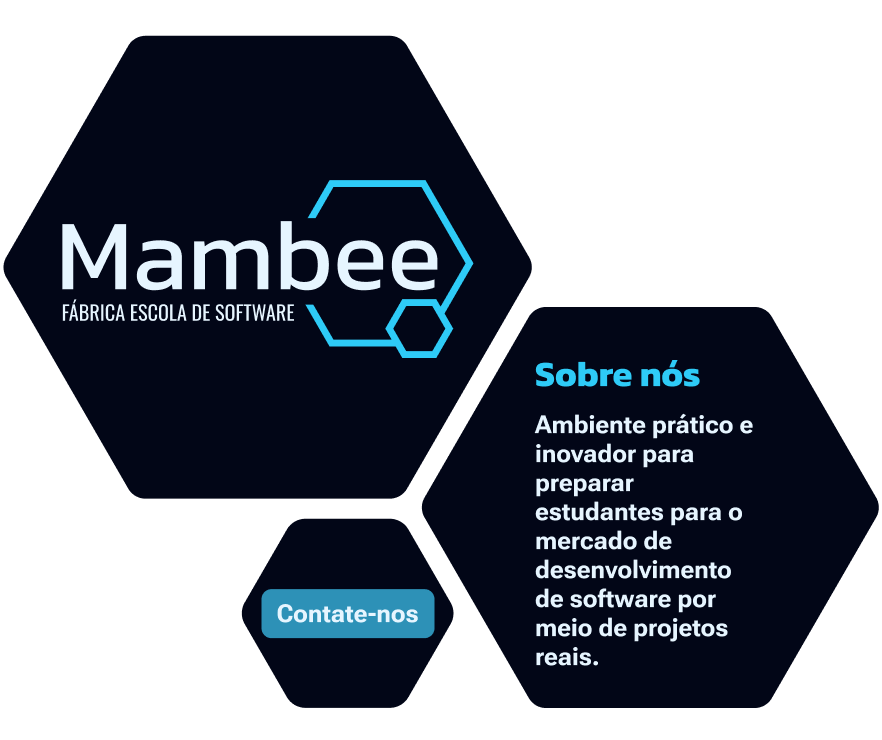 Mambee
FÁBRICA ESCOLA DE SOFTWARE
Sobre nós
Ambiente prático e
inovador para
preparar
estudantes para o
mercado de
desenvolvimento
de software por
meio de projetos
reais.
Contate-nos